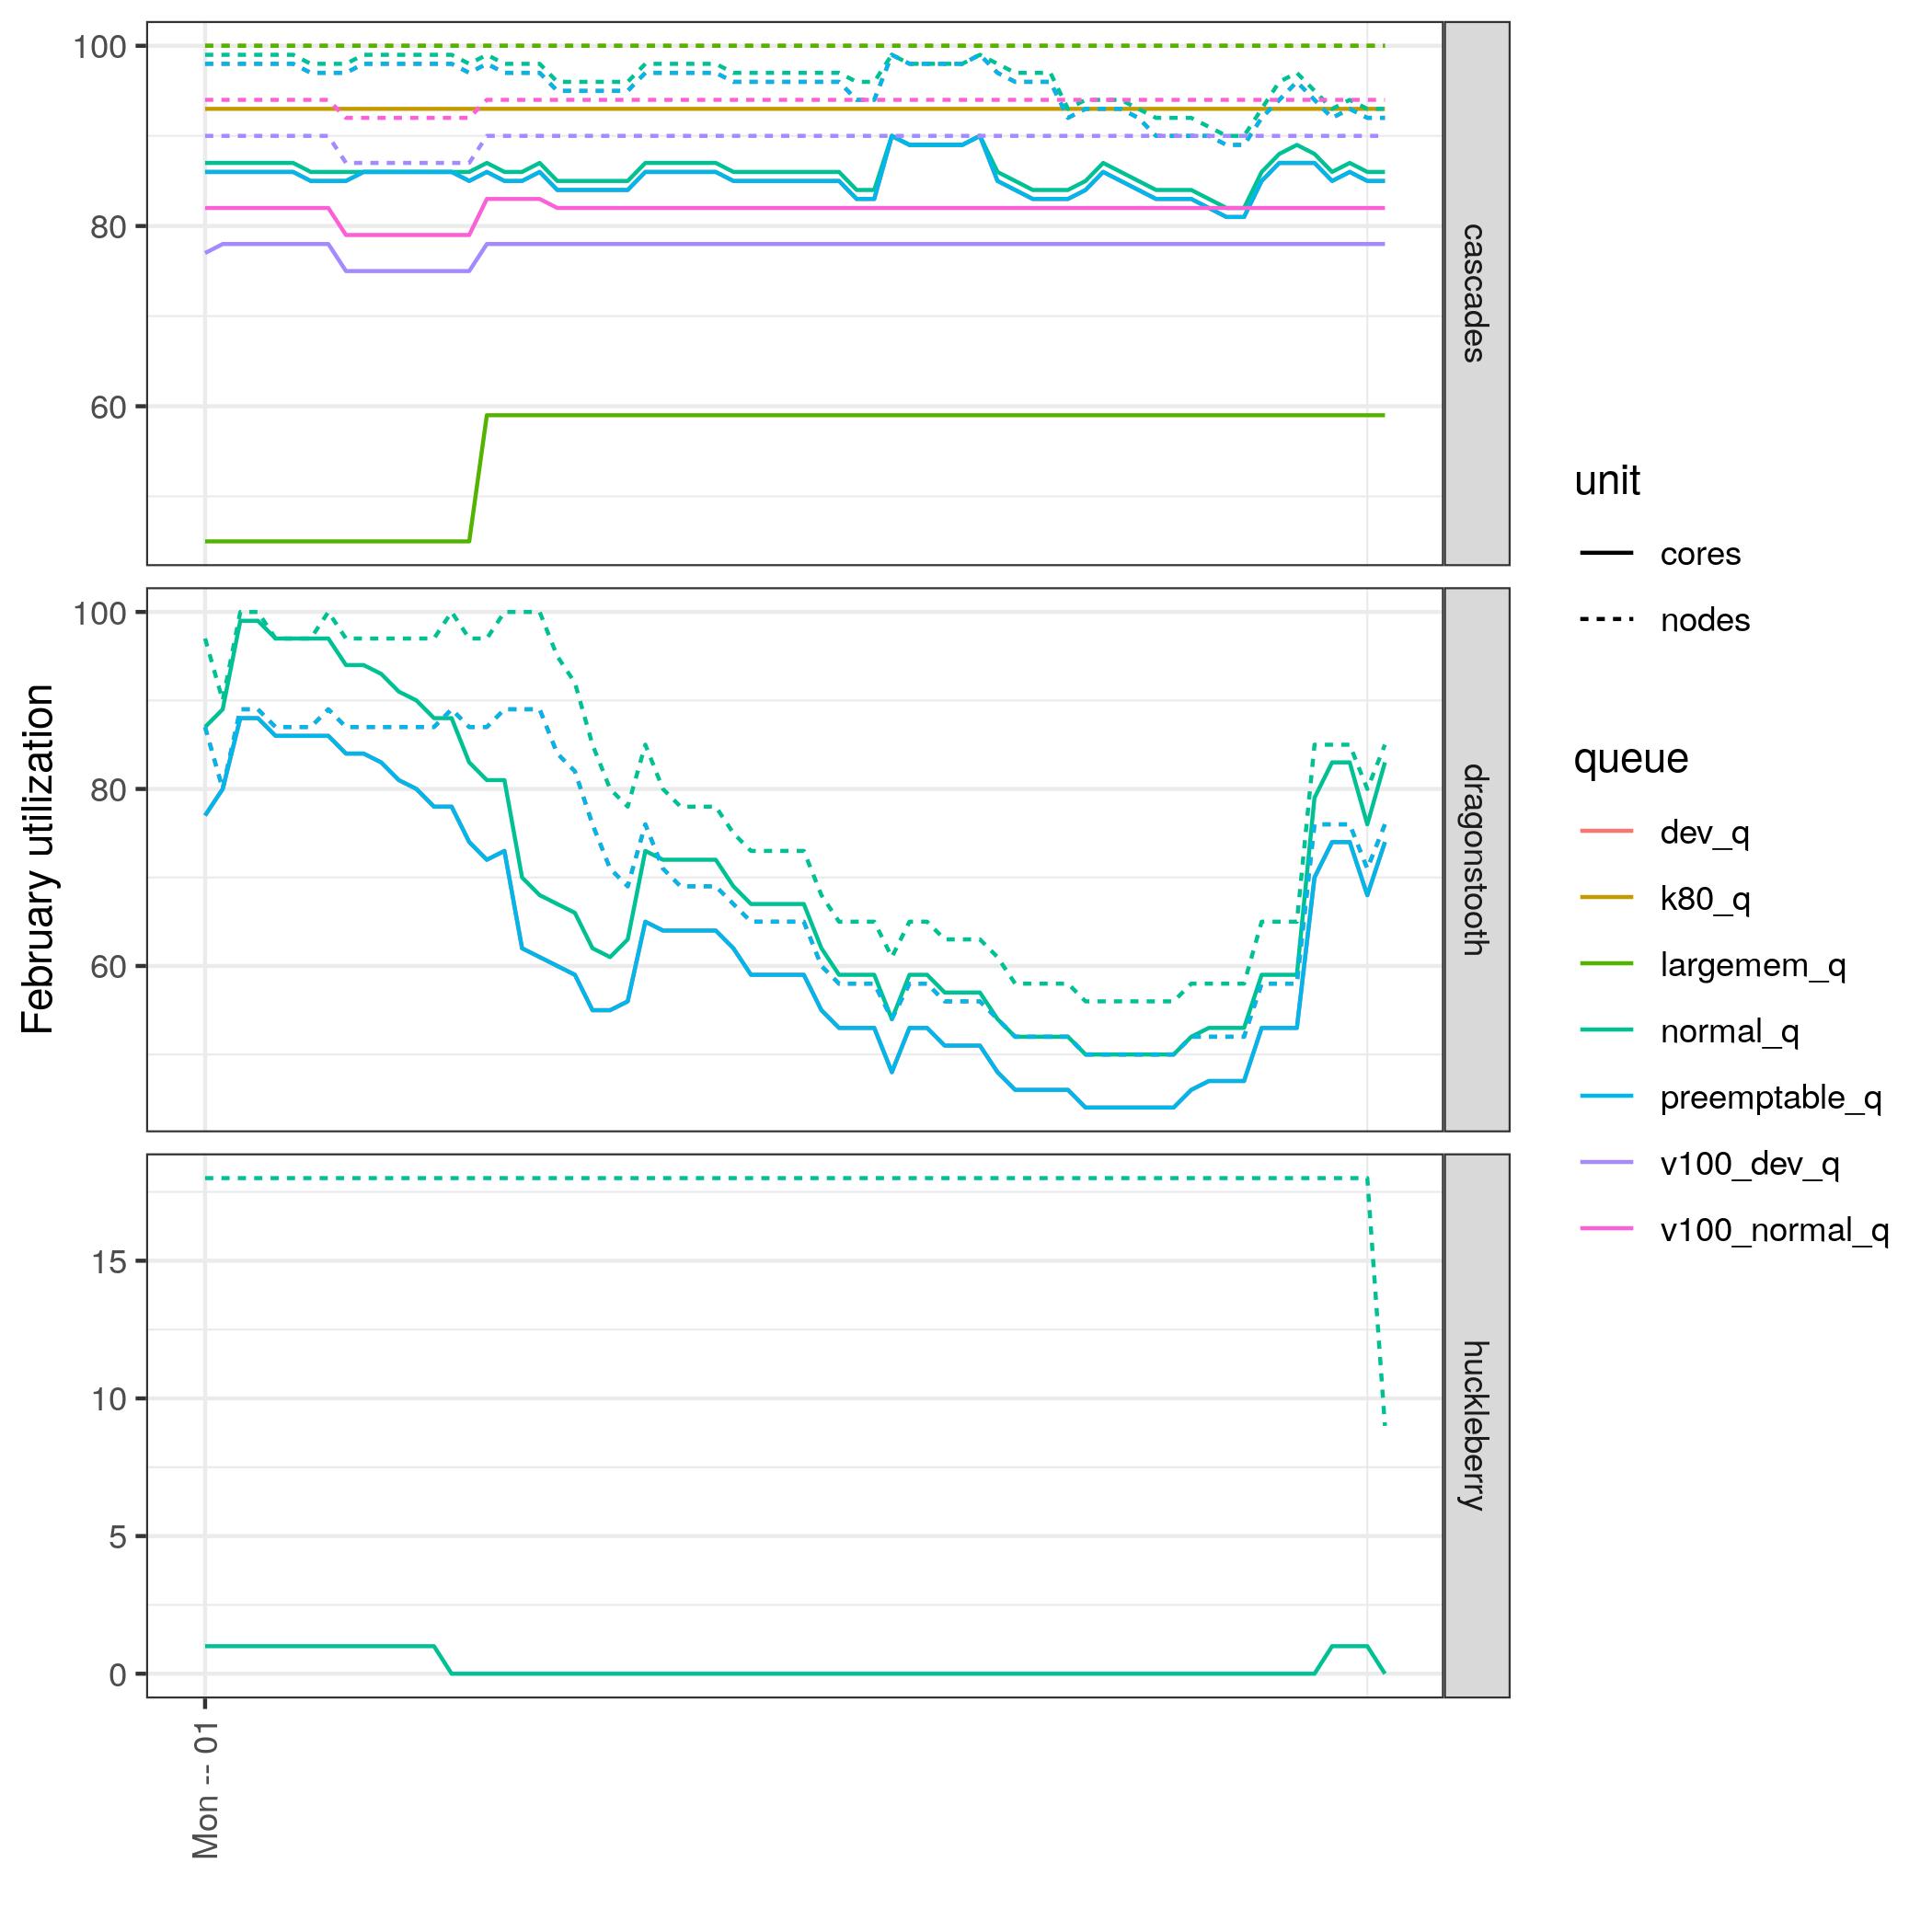 February utilization
100
80
60
cascades
100
80
60
dragonstooth
15
10
5
0
huckleberry
Mon -- 01
unit
cores
nodes
queue
dev_q
k80_q
largemem_q
normal_q
preemptable_q
v100_dev_q
v100_normal_q